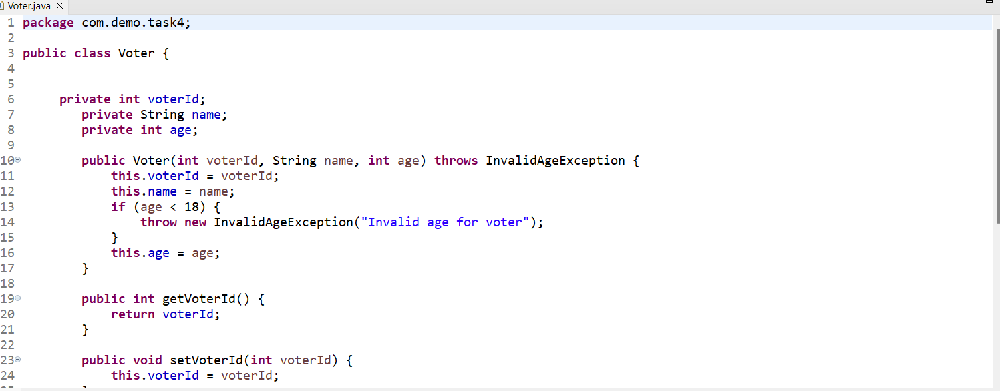 Voter.java
1 package com.demo.task4;
2
3 public class Voter {
4
5
6 private int voterId;
7 private String name;
8 private int age;
9
10 public Voter(int voterId, String name, int age) throws InvalidAgeException {
11 this.voterId = voterId;
12 this.name = name;
13 if (age < 18) {
14 throw new InvalidAgeException("Invalid age for voter");
15 }
16 this.age = age;
17 }
18
19 public int getVoterId() {
20 return voterId;
21 }
22
23 public void setVoterId(int voterId) {
24 this.voterId = voterId;